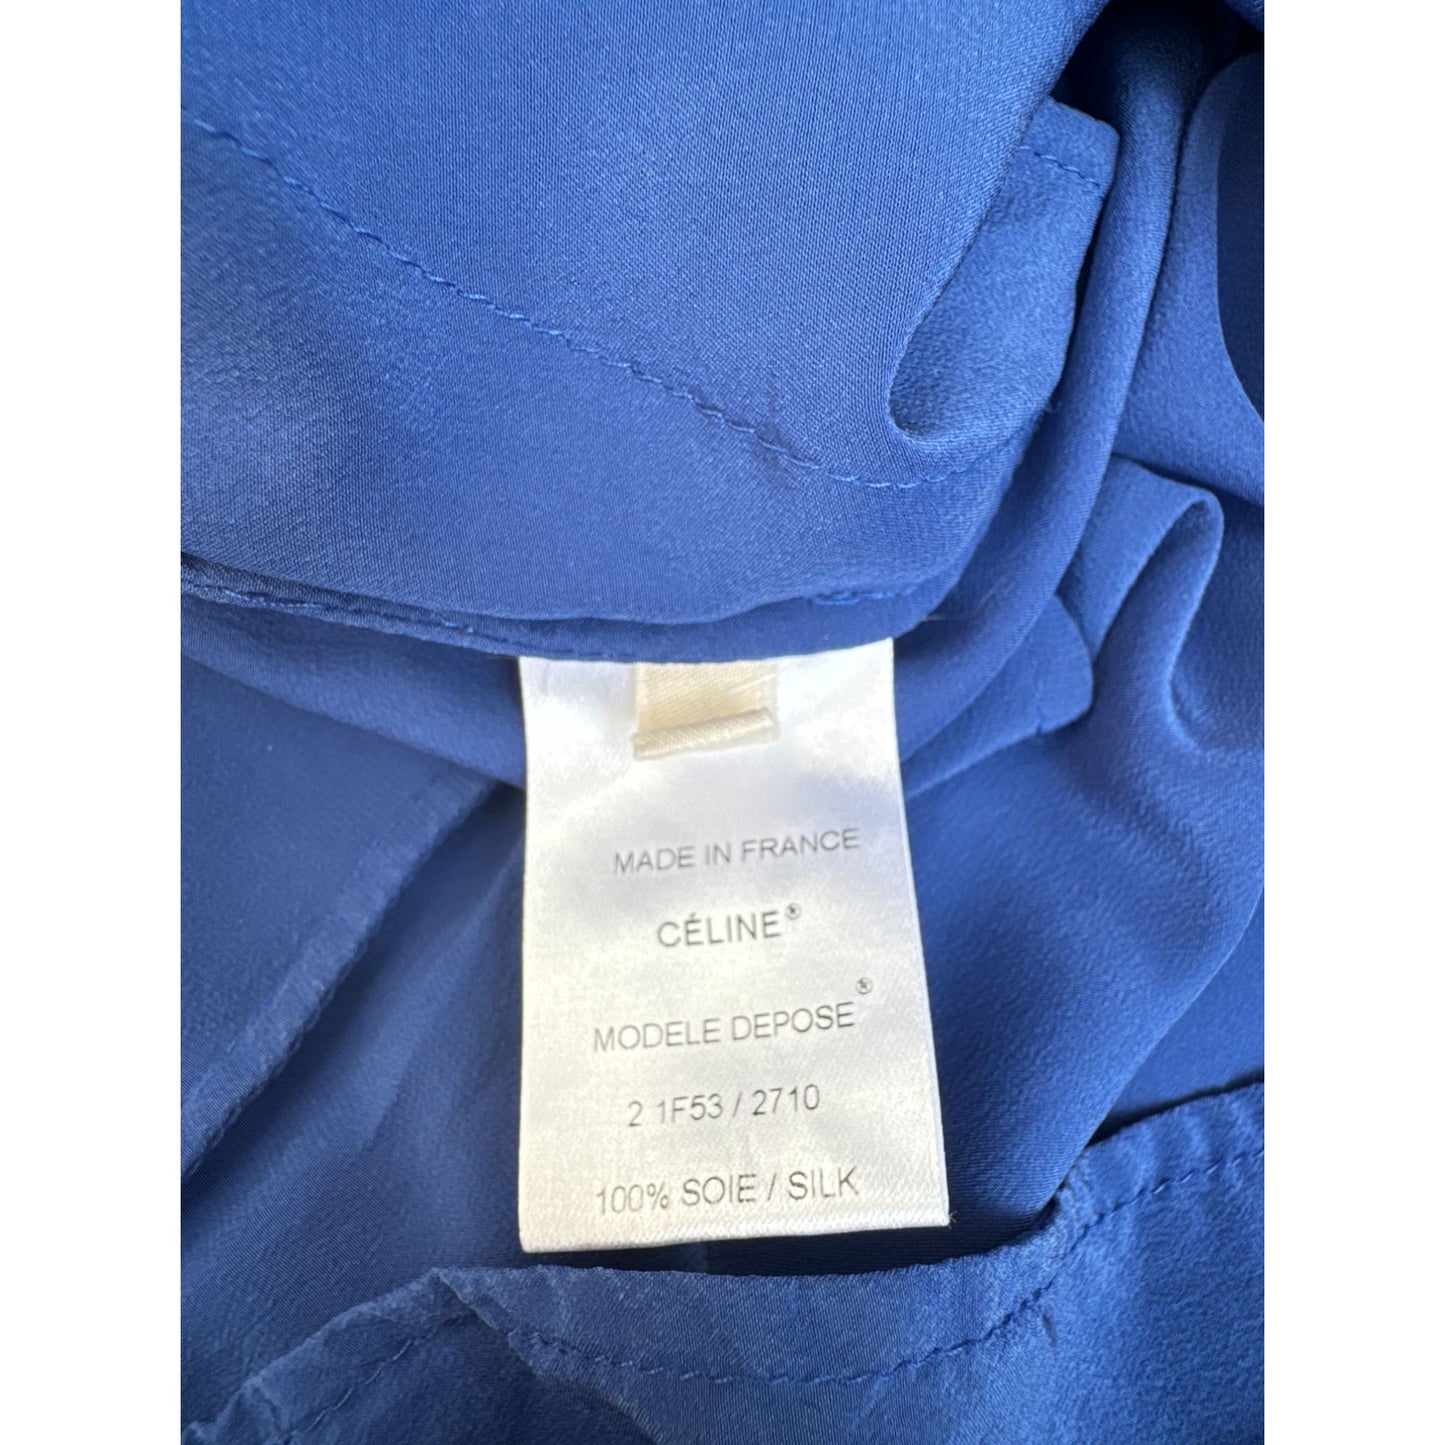 MADE IN FRANCE
CÉLINE®
MODELE DEPOSE®
2 1F53 / 2710
100% SOIE / SILK